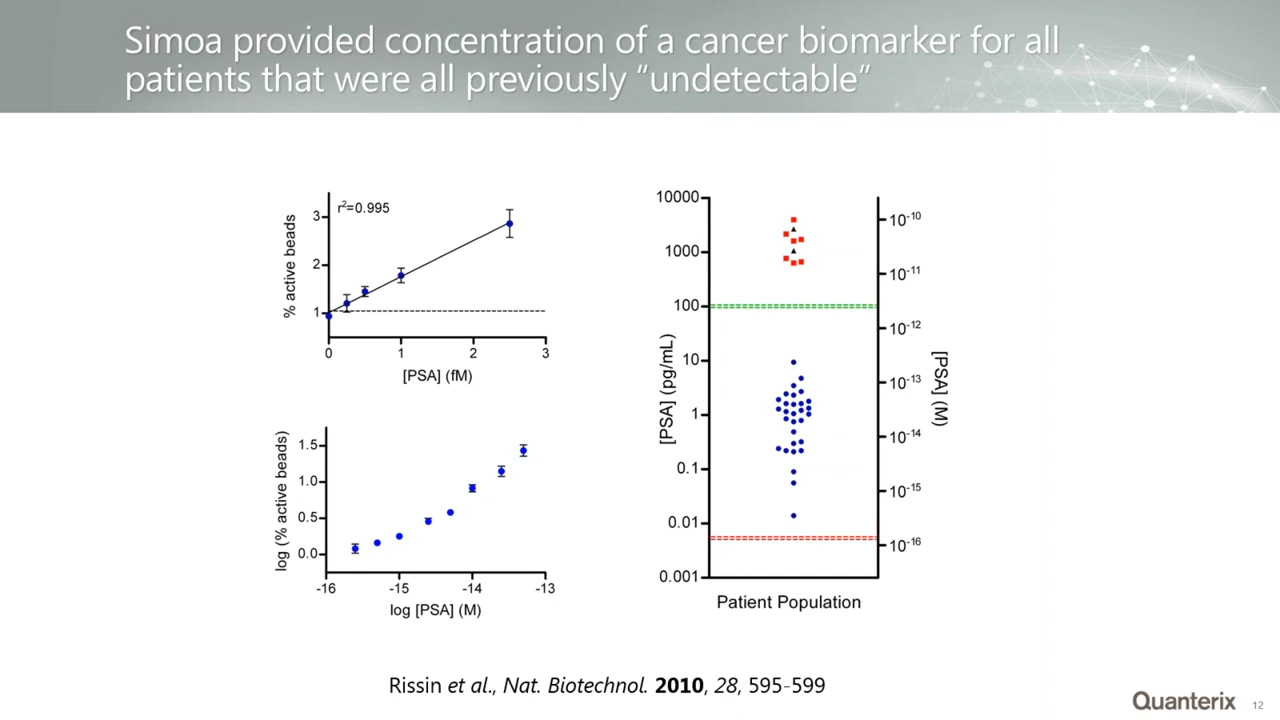 Simoa provided concentration of a cancer biomarker for all
patients that were all previously “undetectable”
r²=0.995
% active beads
3
2
1
0
1
2
3
[PSA] (fM)
log (% active beads)
1.5
1.0
0.5
0.0
-16
-15
-14
-13
log [PSA] (M)
[PSA] (pg/mL)
10000
1000
100
10
1
0.1
0.01
0.001
10⁻¹⁰
10⁻¹¹
10⁻¹²
10⁻¹³
10⁻¹⁴
10⁻¹⁵
10⁻¹⁶
[PSA] (M)
Patient Population
Rissin et al., Nat. Biotechnol. 2010, 28, 595-599
Quanterix
12